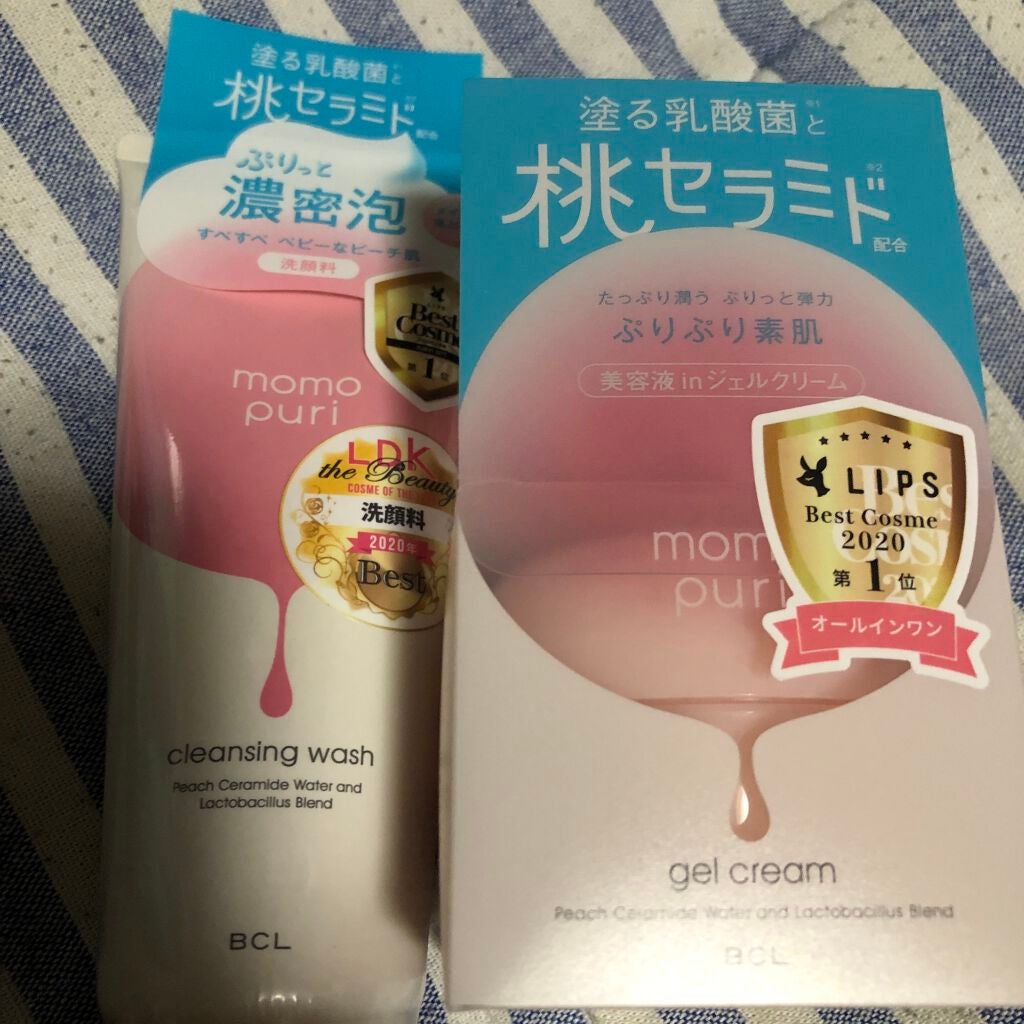 塗る乳酸菌と
桃セラミド
配合
ぷりっと
濃密泡
すべすべ ベビーなピーチ肌
洗顔料
LIPS
Best
Cosme
第1位
momo
puri
LDK
the Beauty
COSME OF THE
洗顔料
2020年
Best
cleansing wash
Peach Ceramide Water and
Lactobacillus Blend
BCL
塗る乳酸菌※1と
桃セラミド※2
配合
たっぷり潤う ぷりっと弾力
ぷりぷり素肌
美容液inジェルクリーム
LIPS
Best Cosme
2020
第1位
オールインワン
mom
puri
gel cream
Peach Ceramide Water and Lactobacillus Blend
BCL